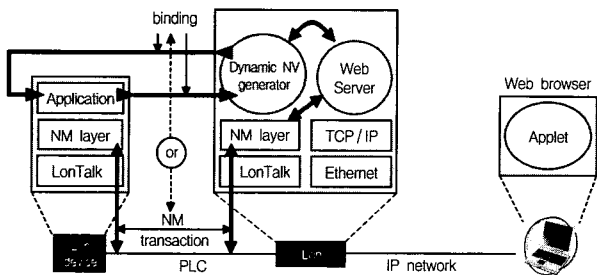 binding
Dynamic NV
generator
Web
Server
Application
NM layer
LonTalk
or
NM layer
TCP / IP
LonTalk
Ethernet
Web browser
Applet
NM
transaction
device
PLC
IP network